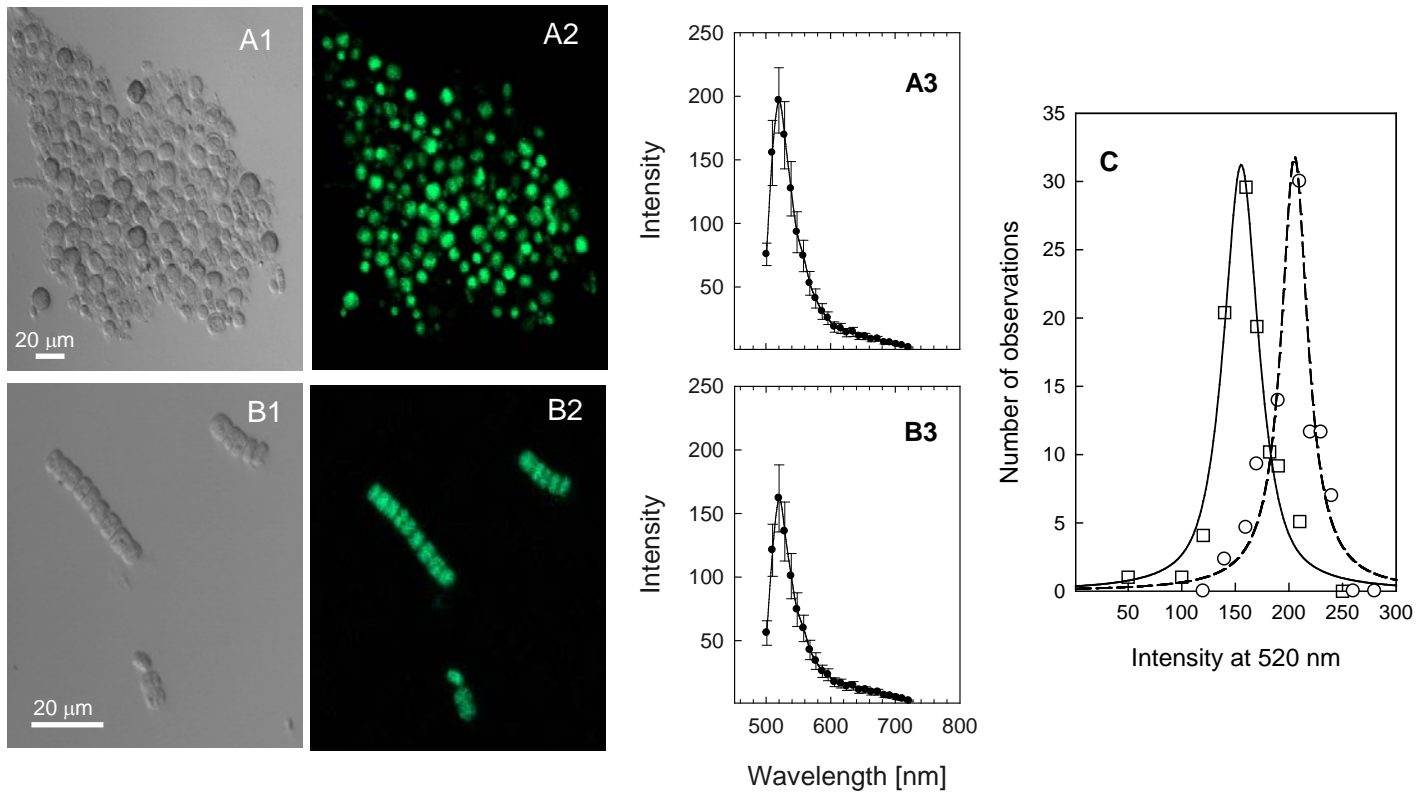 A1
20 μm
A2
B1
20 μm
B2
250
200
150
100
50
Intensity
A3
250
200
150
100
50
Intensity
B3
500 600 700 800
Wavelength [nm]
35
30
25
20
15
10
5
0
Number of observations
C
50 100 150 200 250 300
Intensity at 520 nm